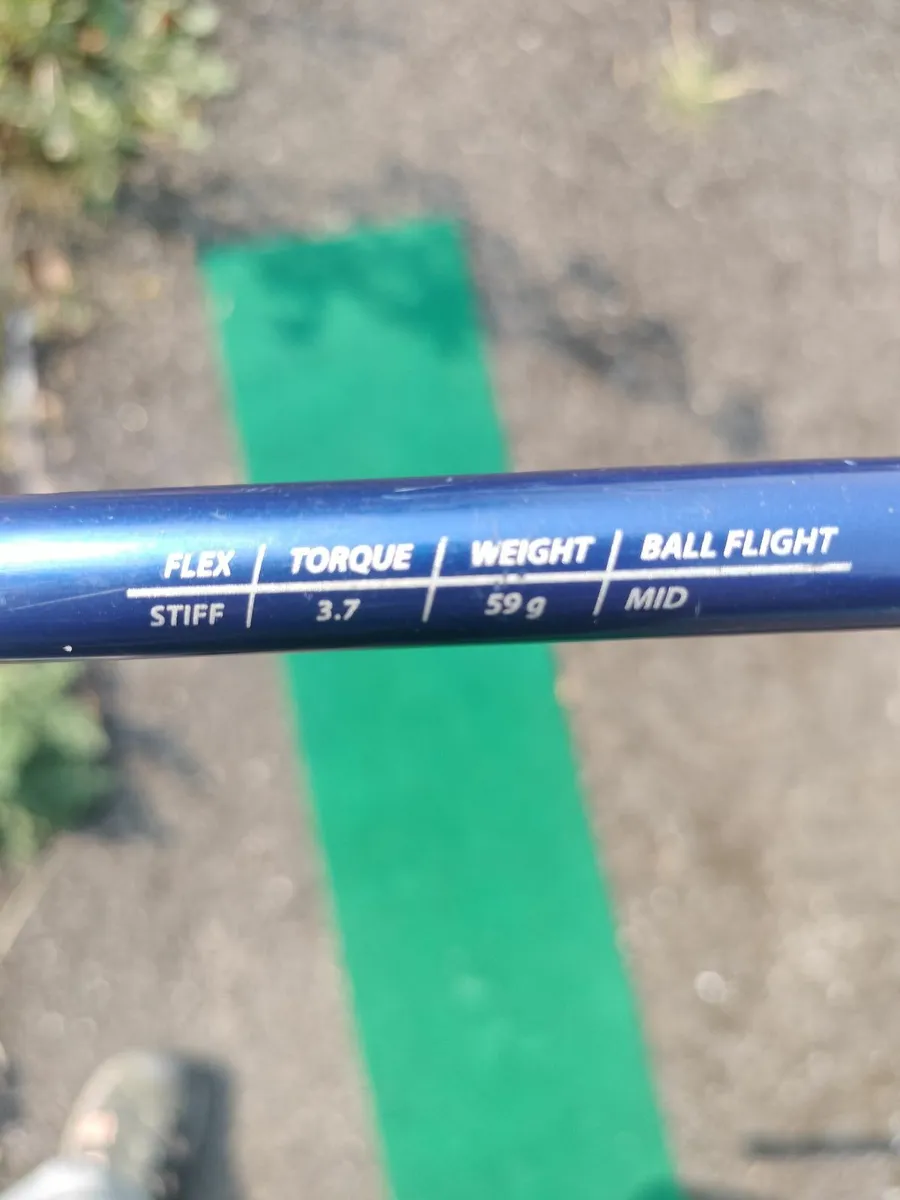 FLEX TORQUE WEIGHT BALL FLIGHT
STIFF 3.7 59 g MID